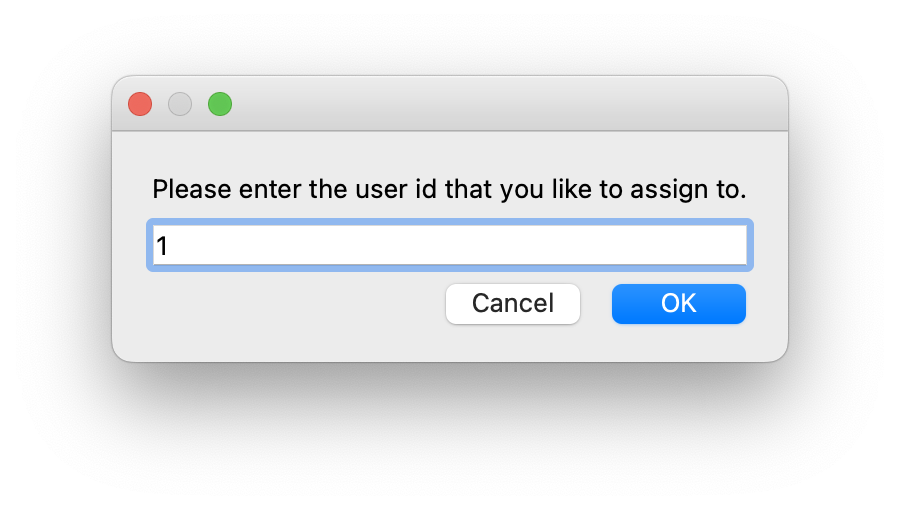 Please enter the user id that you like to assign to.
1
Cancel
OK